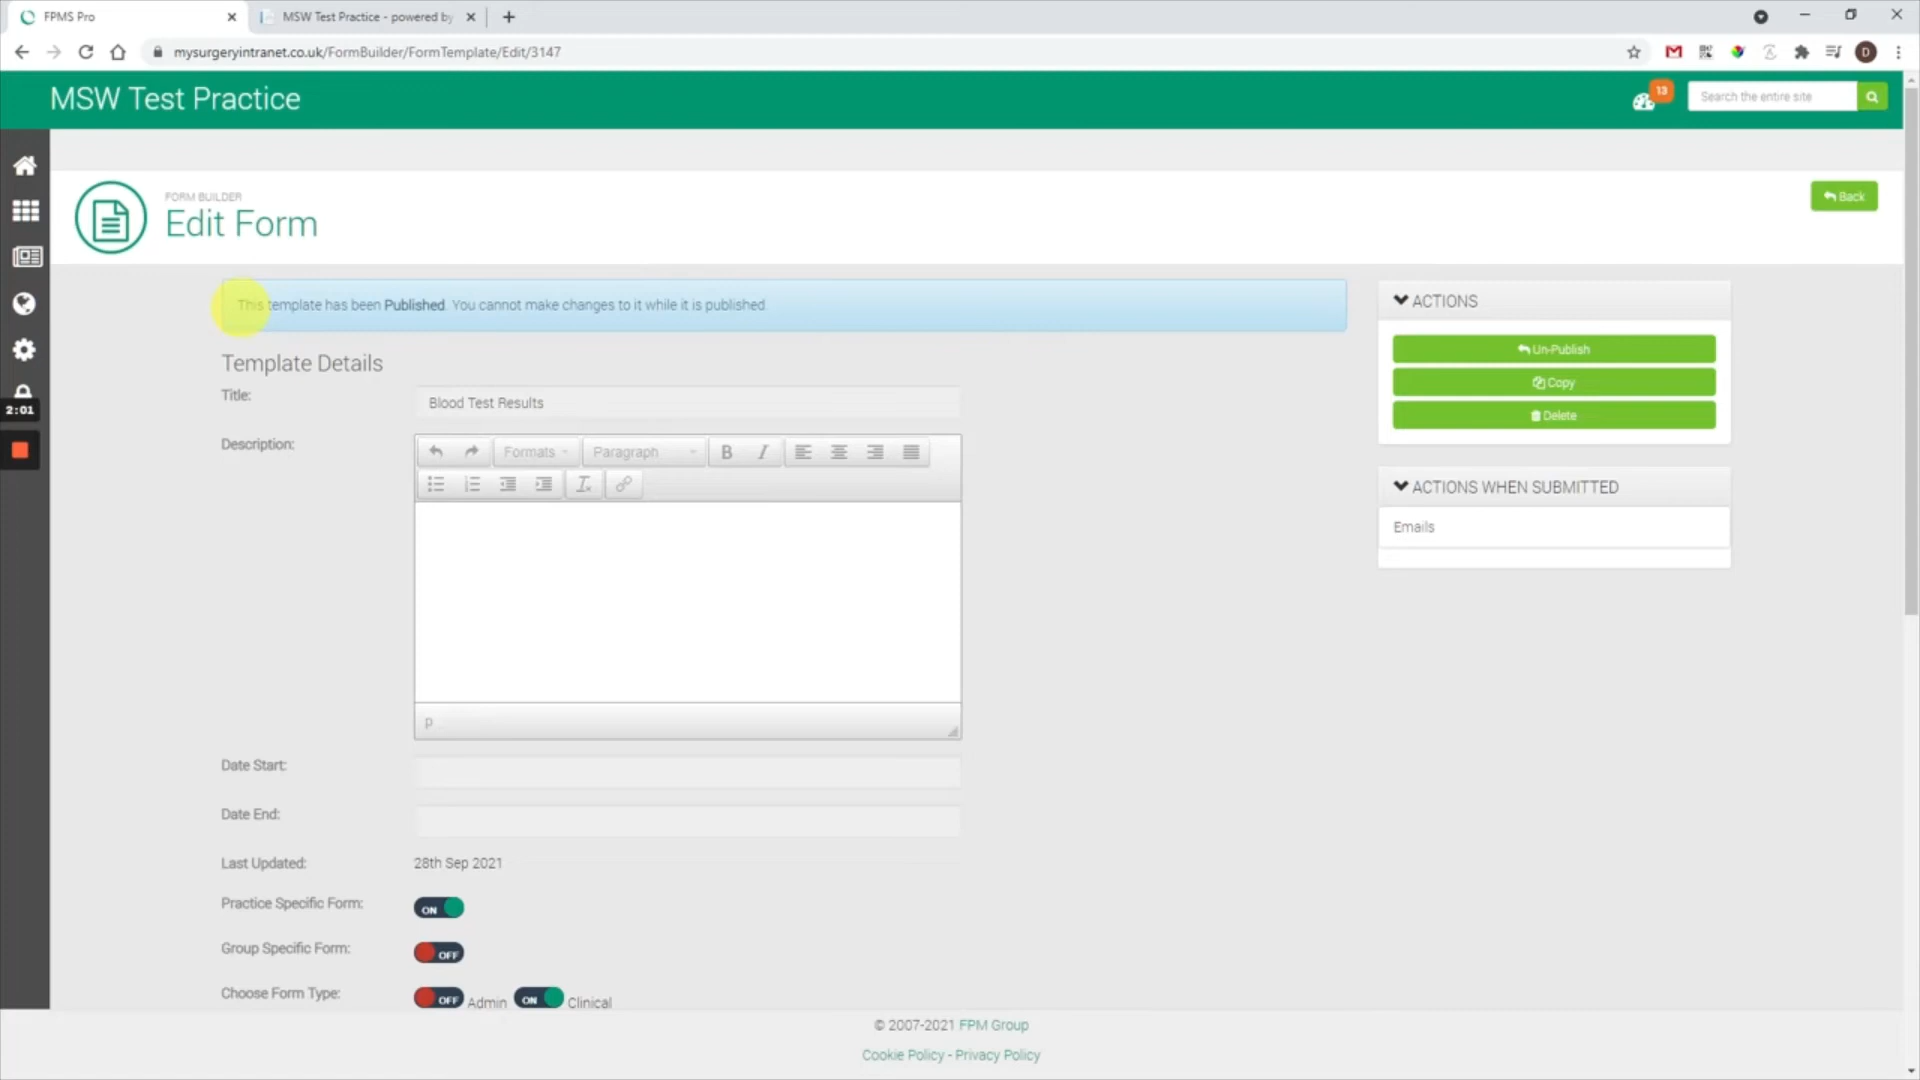 FPMS Pro
MSW Test Practice - powered by
mysurgeryintranet.co.uk/FormBuilder/FormTemplate/Edit/3147
D
MSW Test Practice
13
Search the entire site
FORM BUILDER
Edit Form
Back
This template has been Published. You cannot make changes to it while it is published.
ACTIONS
Un-Publish
Copy
Delete
ACTIONS WHEN SUBMITTED
Emails
2:01
Template Details
Title:
Blood Test Results
Description:
Formats
Paragraph
B I
p
Date Start:
Date End:
Last Updated:
28th Sep 2021
Practice Specific Form:
ON
Group Specific Form:
OFF
Choose Form Type:
OFF Admin ON Clinical
© 2007-2021 FPM Group
Cookie Policy - Privacy Policy